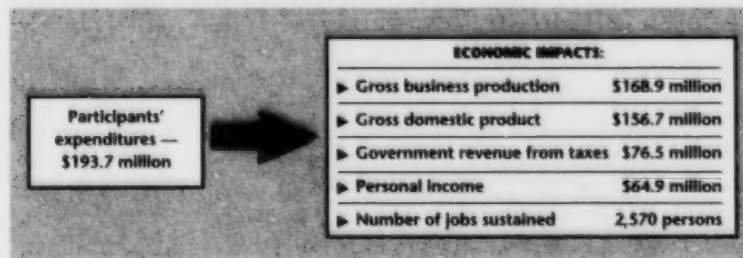 Participants'
expenditures —
$193.7 million
ECONOMIC IMPACTS:
▶ Gross business production $168.9 million
▶ Gross domestic product $156.7 million
▶ Government revenue from taxes $76.5 million
▶ Personal income $64.9 million
▶ Number of jobs sustained 2,570 persons